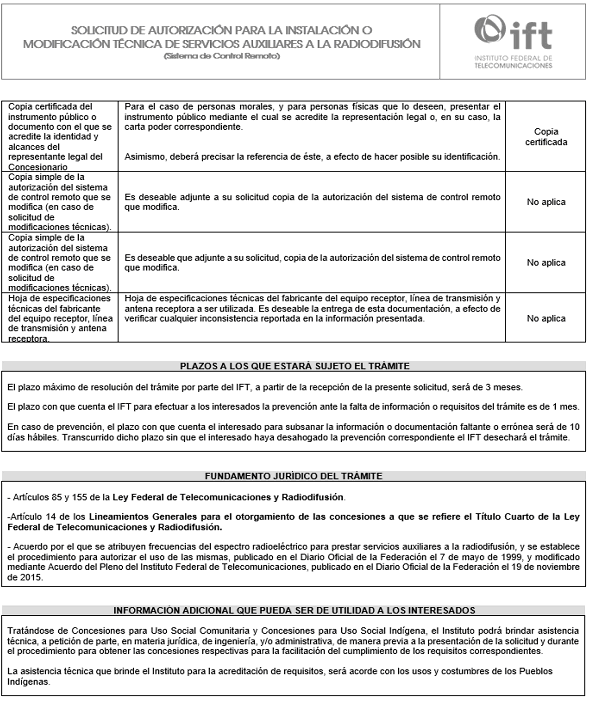 SOLICITUD DE AUTORIZACIÓN PARA LA INSTALACIÓN O
MODIFICACIÓN TÉCNICA DE SERVICIOS AUXILIARES A LA RADIODIFUSIÓN
(Sistema de Control Remoto)
ift
INSTITUTO FEDERAL DE
TELECOMUNICACIONES
Copia certificada del
instrumento público o
documento con el que se
acredite la identidad y
alcances del
representante legal del
Concesionario
Para el caso de personas morales, y para personas físicas que lo deseen, presentar el
instrumento público mediante el cual se acredite la representación legal o, en su caso, la
carta poder correspondiente.
Asimismo, deberá precisar la referencia de éste, a efecto de hacer posible su identificación.
Copia
certificada
Copia simple de la
autorización del sistema
de control remoto que se
modifica (en caso de
solicitud de
modificaciones técnicas).
Es deseable adjunte a su solicitud copia de la autorización del sistema de control remoto
que modifica.
No aplica
Copia simple de la
autorización del sistema
de control remoto que se
modifica (en caso de
solicitud de
modificaciones técnicas).
Es deseable que adjunte a su solicitud, copia de la autorización del sistema de control remoto
que modifica.
No aplica
Hoja de especificaciones
técnicas del fabricante
del equipo receptor, línea
de transmisión y antena
receptora.
Hoja de especificaciones técnicas del fabricante del equipo receptor, línea de transmisión y
antena receptora a ser utilizada. Es deseable la entrega de esta documentación, a efecto de
verificar cualquier inconsistencia reportada en la información presentada.
No aplica
PLAZOS A LOS QUE ESTARÁ SUJETO EL TRÁMITE
El plazo máximo de resolución del trámite por parte del IFT, a partir de la recepción de la presente solicitud, será de 3 meses.
El plazo con que cuenta el IFT para efectuar a los interesados la prevención ante la falta de información o requisitos del trámite es de 1 mes.
En caso de prevención, el plazo con que cuenta el interesado para subsanar la información o documentación faltante o errónea será de 10
días hábiles. Transcurrido dicho plazo sin que el interesado haya desahogado la prevención correspondiente el IFT desechará el trámite.
FUNDAMENTO JURÍDICO DEL TRÁMITE
- Artículos 85 y 155 de la Ley Federal de Telecomunicaciones y Radiodifusión.
-Artículo 14 de los Lineamientos Generales para el otorgamiento de las concesiones a que se refiere el Título Cuarto de la Ley
Federal de Telecomunicaciones y Radiodifusión.
- Acuerdo por el que se atribuyen frecuencias del espectro radioeléctrico para prestar servicios auxiliares a la radiodifusión, y se establece
el procedimiento para autorizar el uso de las mismas, publicado en el Diario Oficial de la Federación el 7 de mayo de 1999, y modificado
mediante Acuerdo del Pleno del Instituto Federal de Telecomunicaciones, publicado en el Diario Oficial de la Federación el 19 de noviembre
de 2015.
INFORMACIÓN ADICIONAL QUE PUEDA SER DE UTILIDAD A LOS INTERESADOS
Tratándose de Concesiones para Uso Social Comunitaria y Concesiones para Uso Social Indígena, el Instituto podrá brindar asistencia
técnica, a petición de parte, en materia jurídica, de ingeniería, y/o administrativa, de manera previa a la presentación de la solicitud y durante
el procedimiento para obtener las concesiones respectivas para la facilitación del cumplimiento de los requisitos correspondientes.
La asistencia técnica que brinde el Instituto para la acreditación de requisitos, será acorde con los usos y costumbres de los Pueblos
Indígenas.